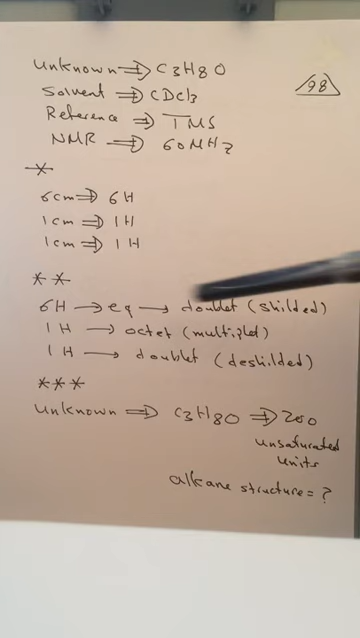 Unknown ⇒ C3H8O
98
Solvent ⇒ CDCl3
Reference ⇒ TMS
NMR ⇒ 60MHz
*
6cm ⇒ 6H
1cm ⇒ 1H
1cm ⇒ 1H
**
6H → eq → doublet (shilded)
1H → octet (multiplet)
1H → doublet (deshilded)
***
Unknown ⇒ C3H8O ⇒ Zero
unsaturated
units
alkane structure = ?